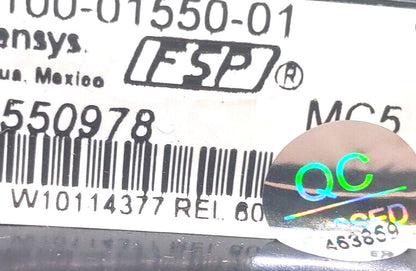 100-01550-01
ensys.
ua, Mexico
FSP®
550978
MC5
W10114377 REL 60
QC
463869